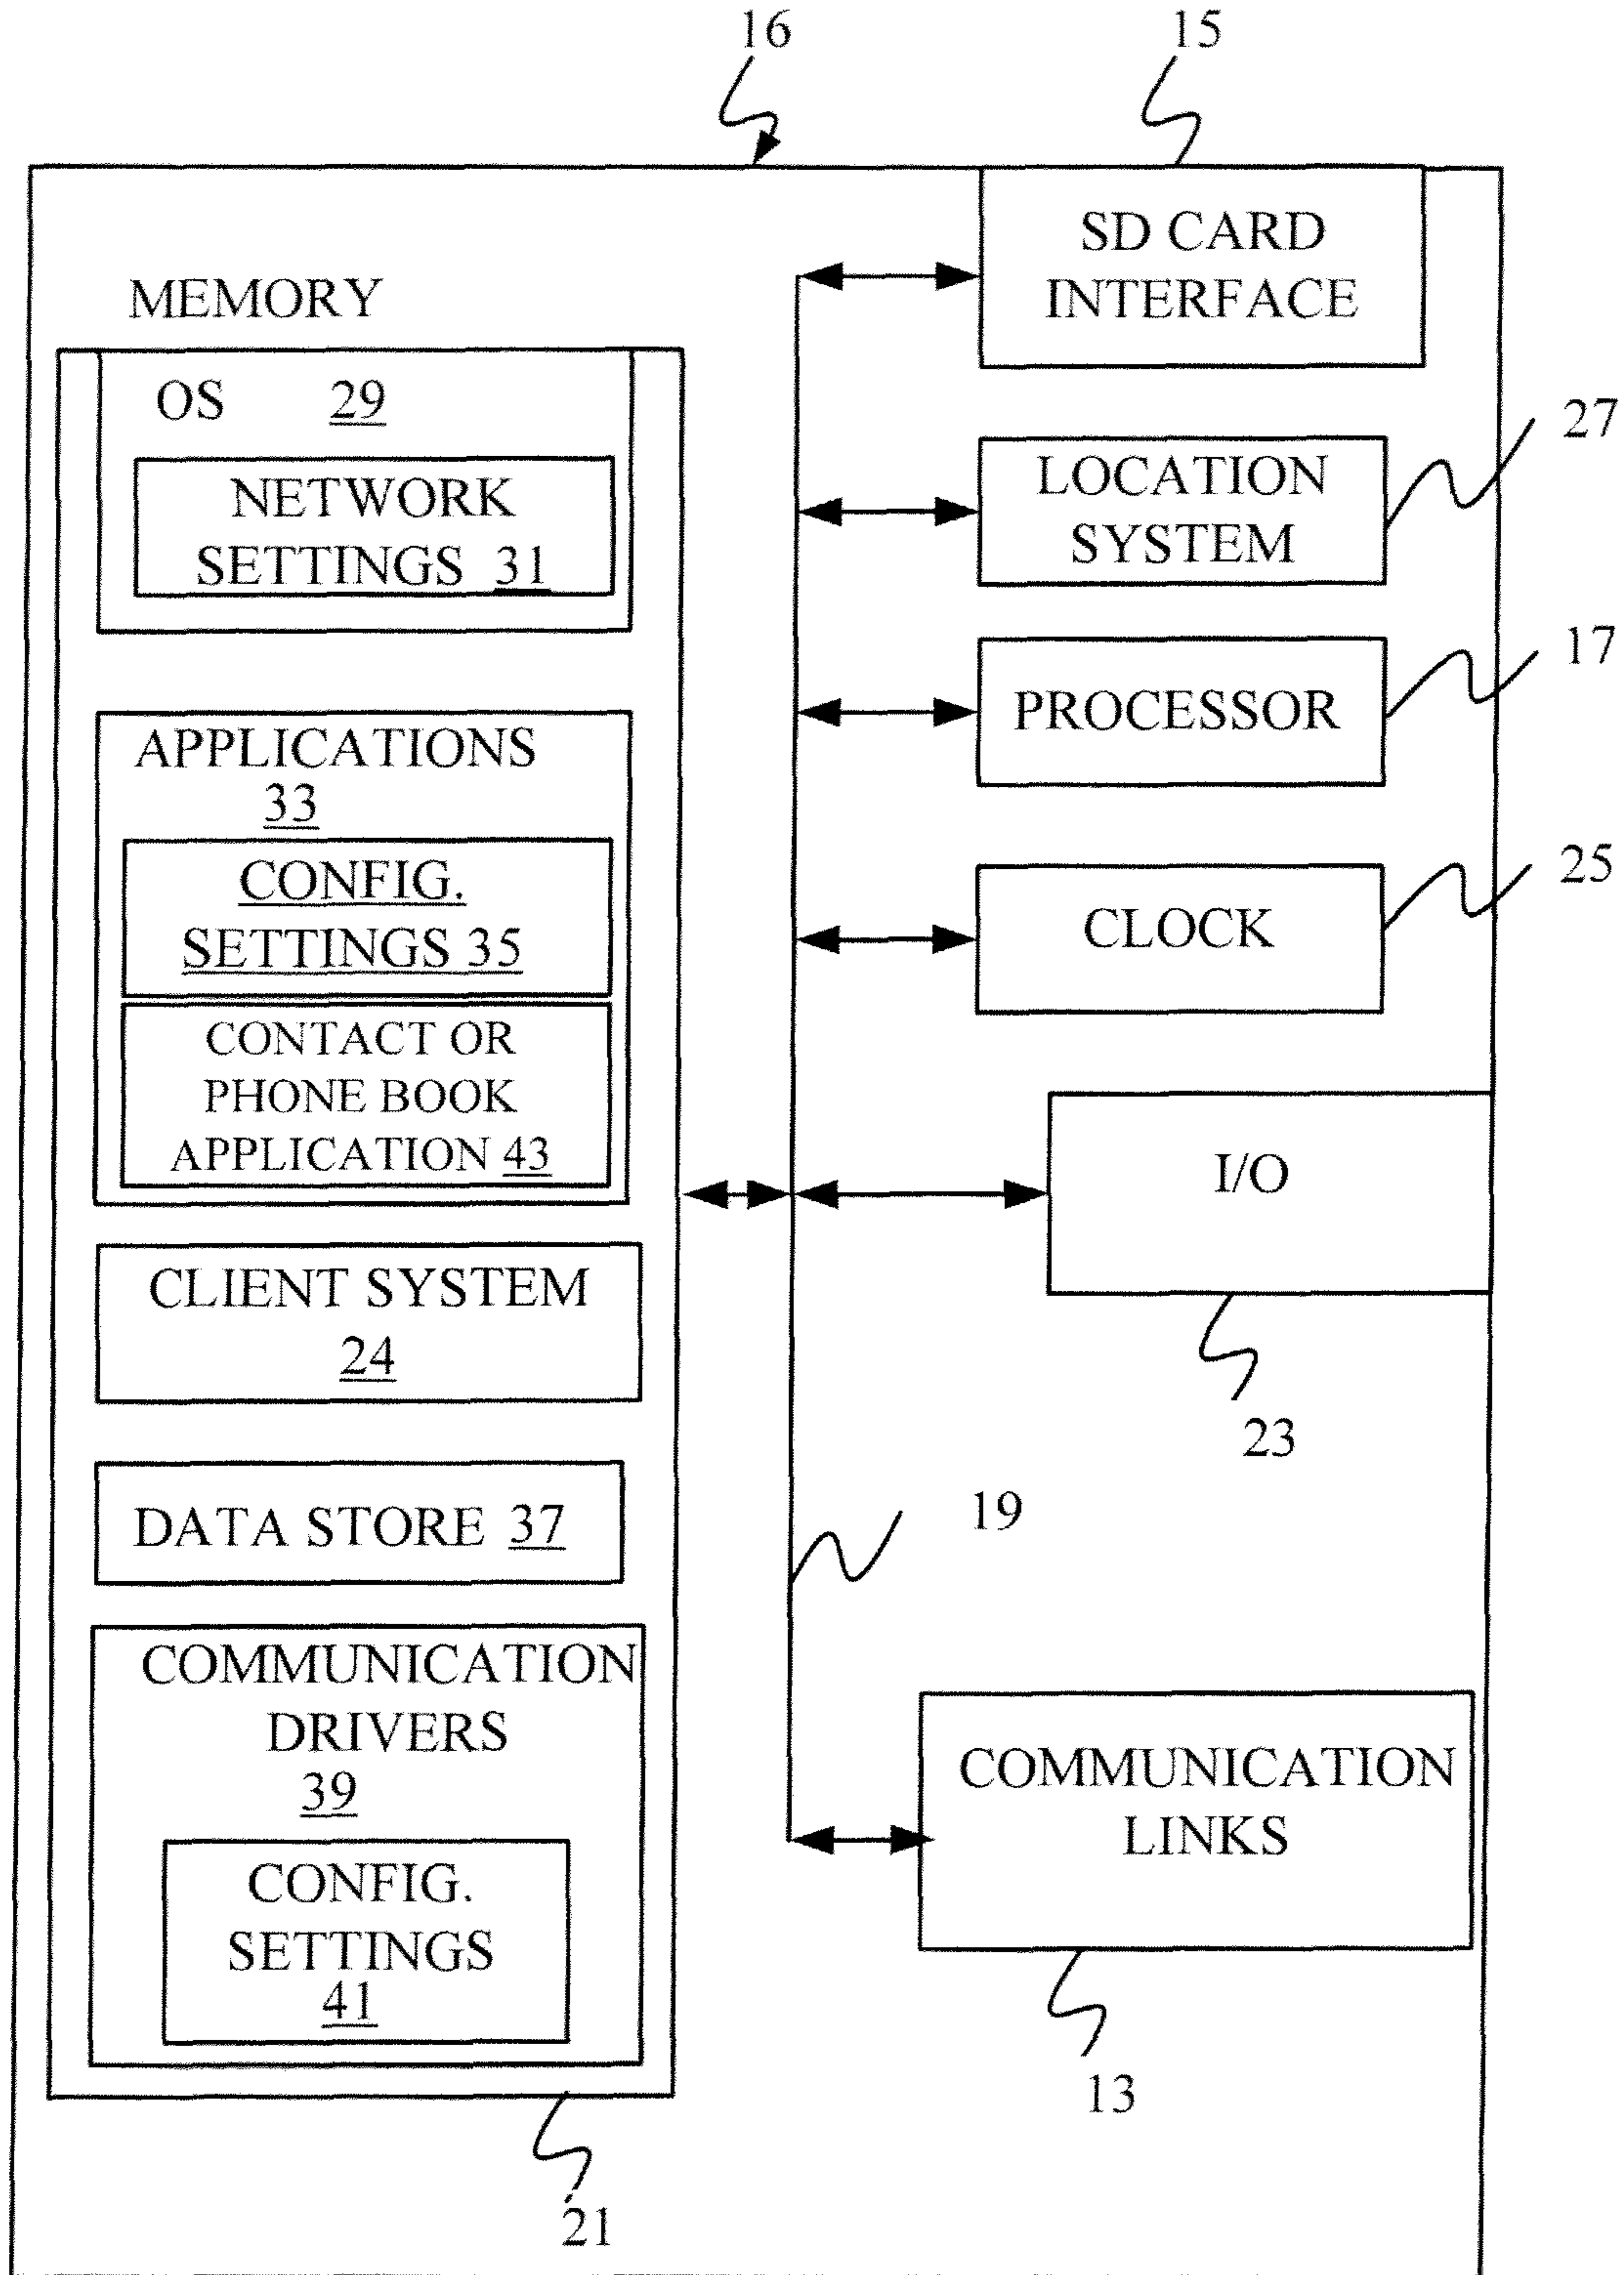 16
15
SD CARD
INTERFACE
MEMORY
OS 29
NETWORK
SETTINGS 31
27
LOCATION
SYSTEM
17
PROCESSOR
APPLICATIONS
33
CONFIG.
SETTINGS 35
25
CLOCK
CONTACT OR
PHONE BOOK
APPLICATION 43
I/O
CLIENT SYSTEM
24
23
DATA STORE 37
19
COMMUNICATION
DRIVERS
39
CONFIG.
SETTINGS
41
COMMUNICATION
LINKS
13
21